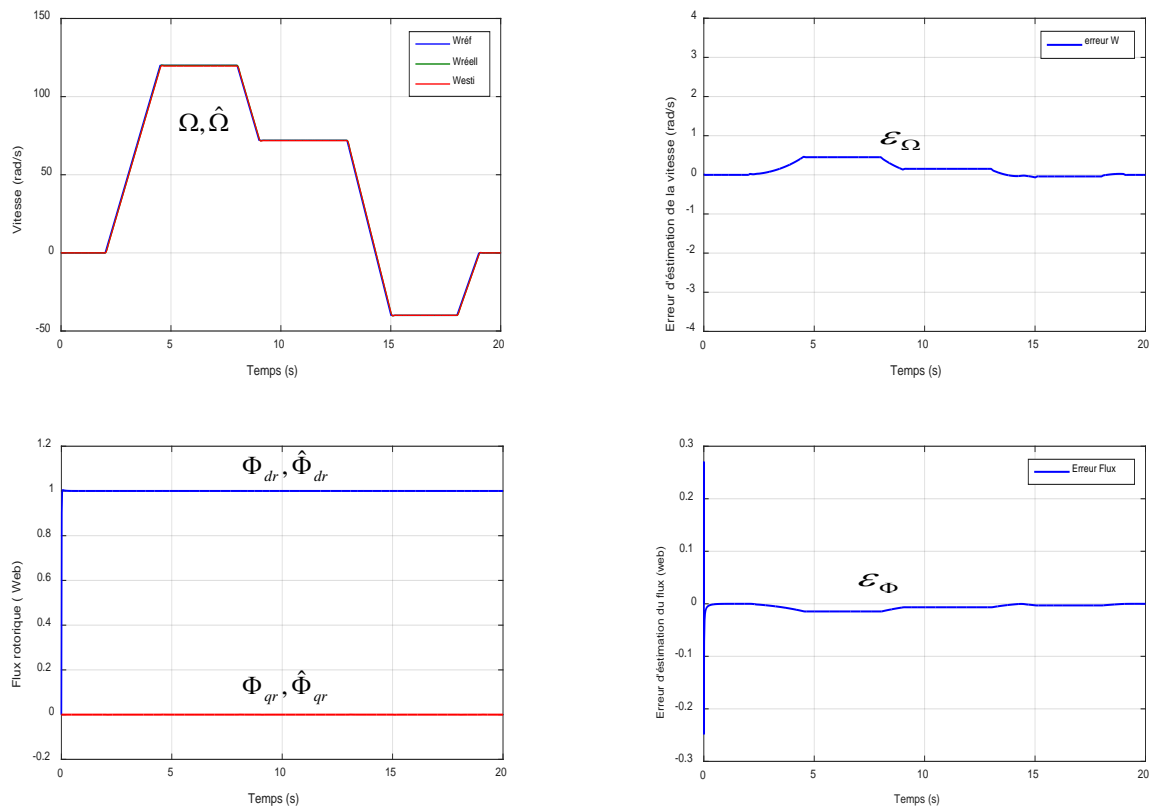 150
100
50
0
-50
0 5 10 15 20
Vitesse (rad/s)
Temps (s)
Wréf
Wréell
Westi
Ω, Ω̂
4
3
2
1
0
-1
-2
-3
-4
0 5 10 15 20
Erreur d'éstimation de la vitesse (rad/s)
Temps (s)
erreur W
ε_Ω
1.2
1
0.8
0.6
0.4
0.2
0
-0.2
0 5 10 15 20
Flux rotorique ( Web)
Temps (s)
Φ_dr, Φ̂_dr
Φ_qr, Φ̂_qr
0.3
0.2
0.1
0
-0.1
-0.2
-0.3
0 5 10 15 20
Erreur d'éstimation du flux (web)
Temps (s)
Erreur Flux
ε_Φ